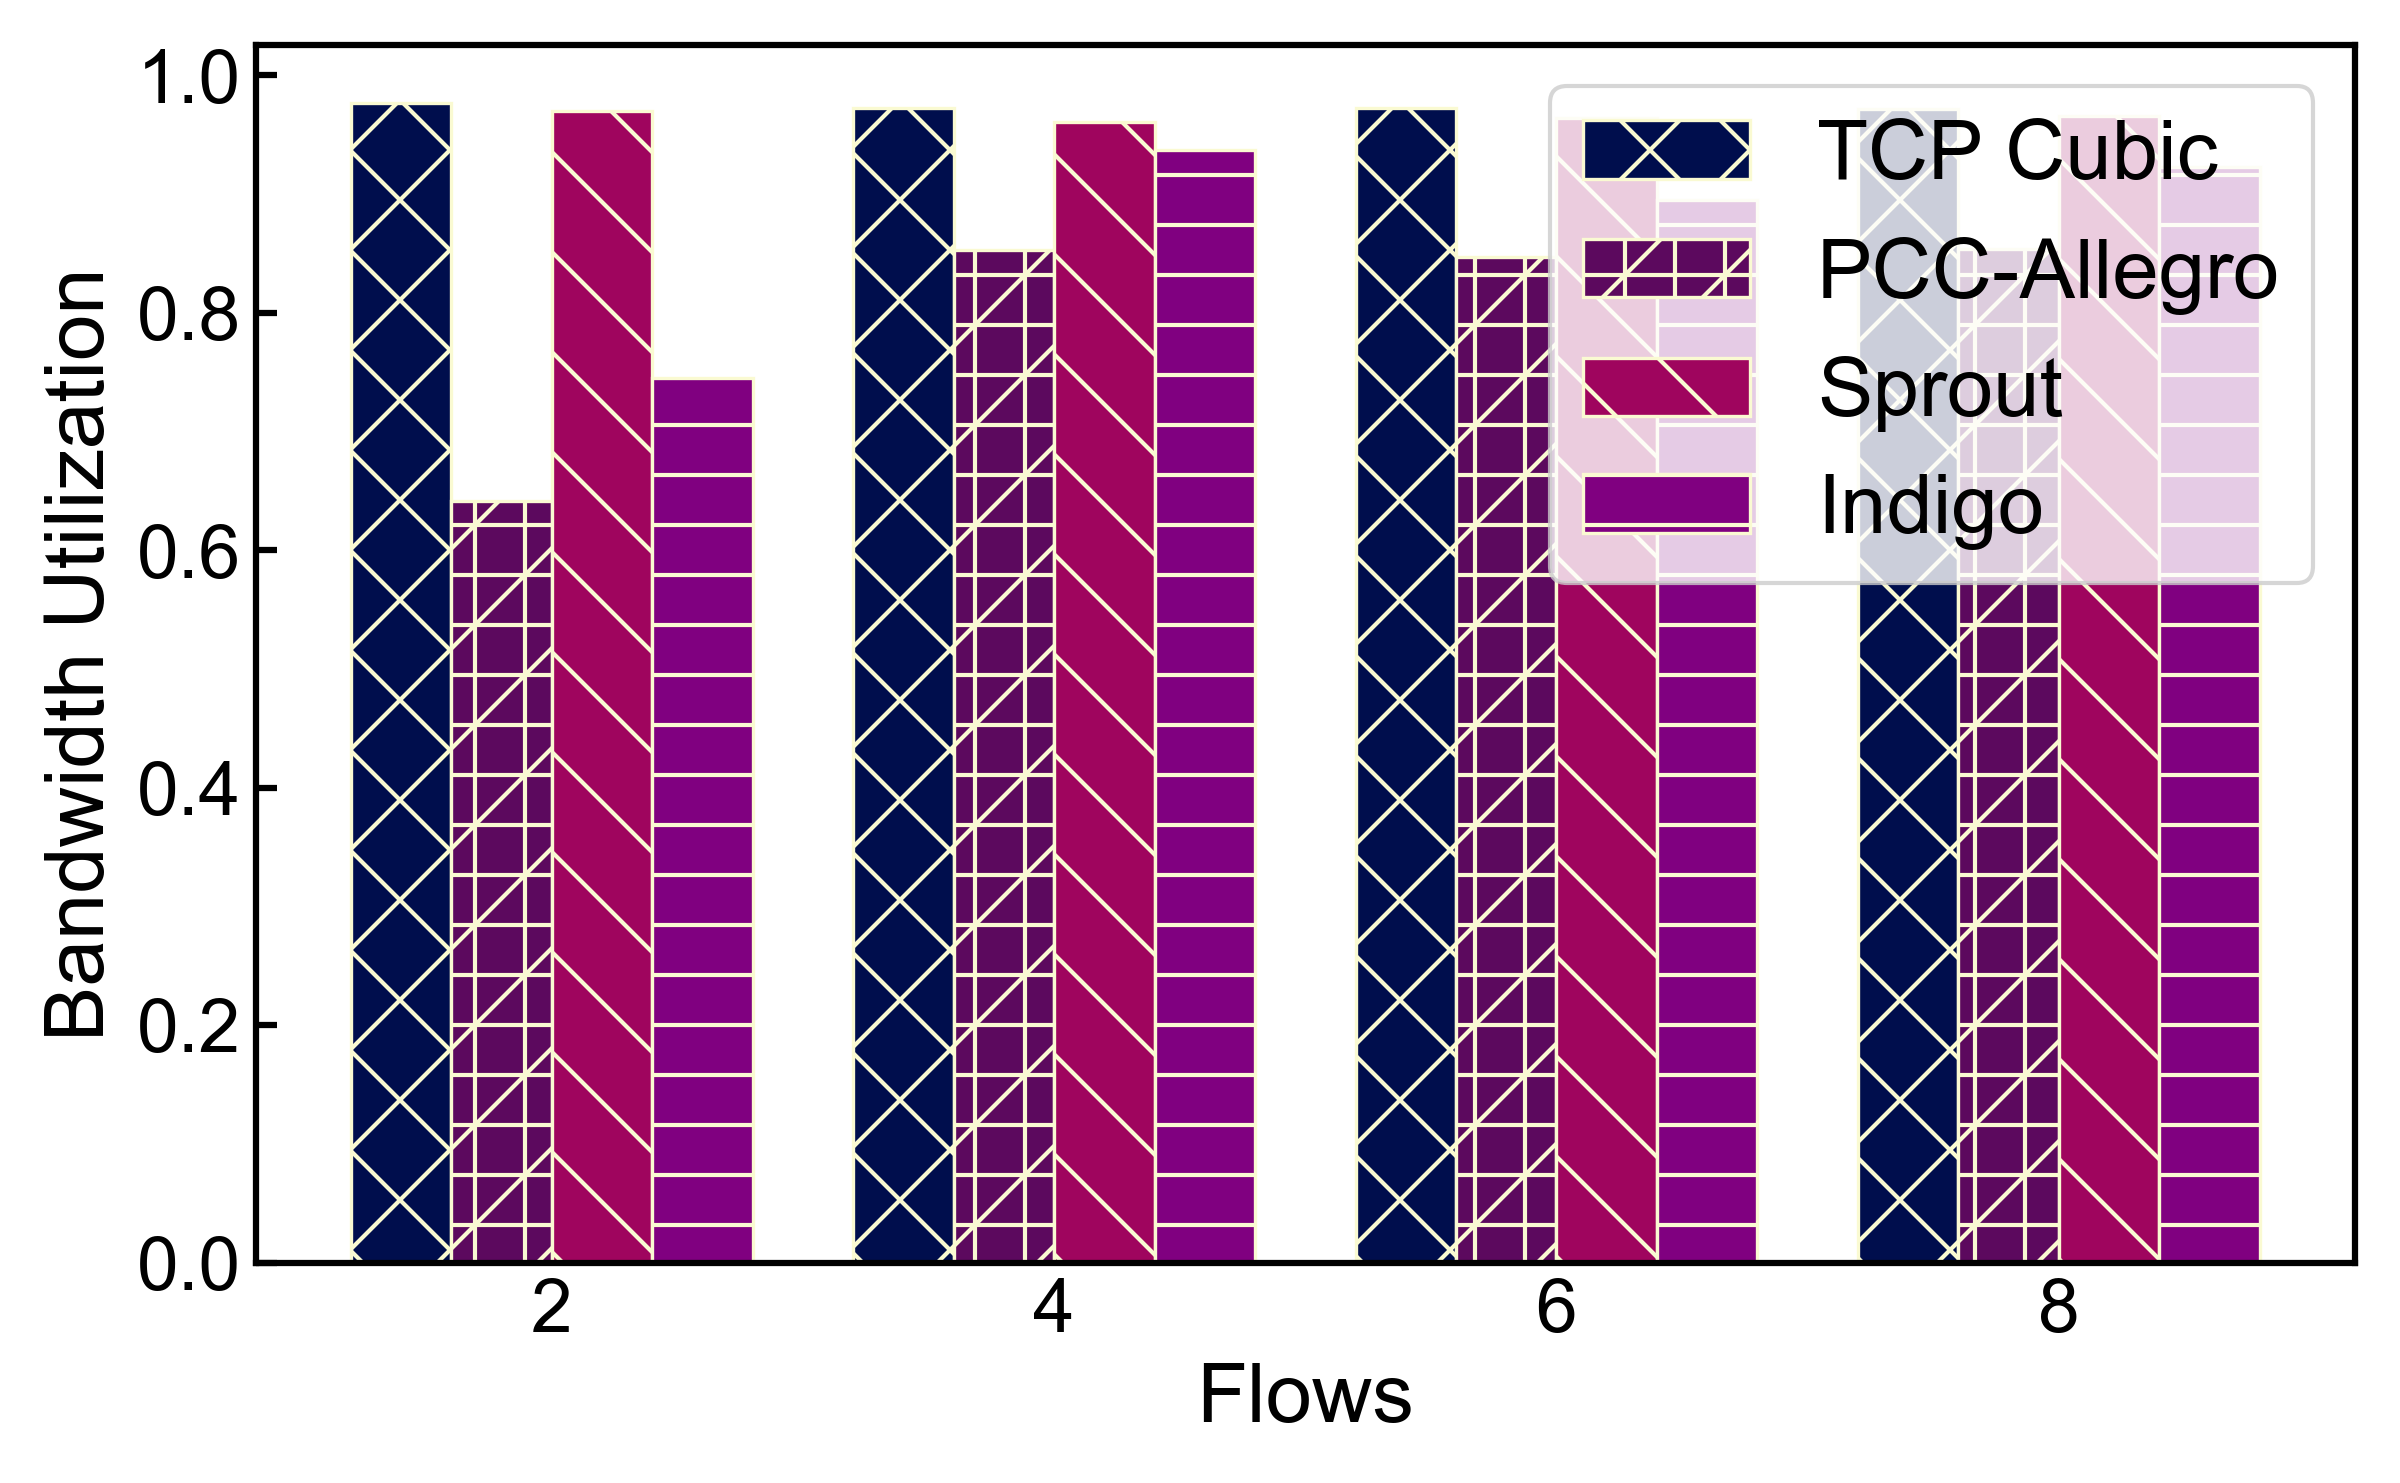 1.0
0.8
0.6
0.4
0.2
0.0
Bandwidth Utilization
TCP Cubic
PCC-Allegro
Sprout
Indigo
2 4 6 8
Flows